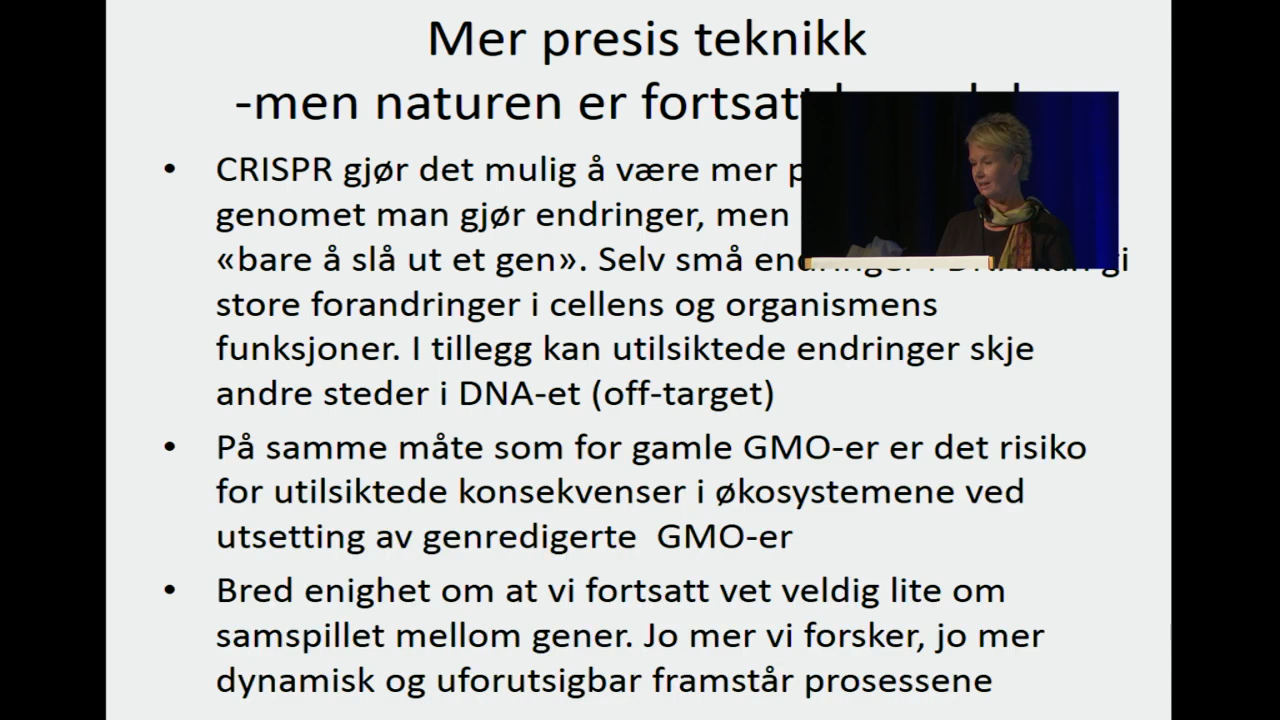 Mer presis teknikk
-men naturen er fortsatt
• CRISPR gjør det mulig å være mer
genomet man gjør endringer, men
«bare å slå ut et gen». Selv små endringer i DNA kan gi
store forandringer i cellens og organismens
funksjoner. I tillegg kan utilsiktede endringer skje
andre steder i DNA-et (off-target)
• På samme måte som for gamle GMO-er er det risiko
for utilsiktede konsekvenser i økosystemene ved
utsetting av genredigerte GMO-er
• Bred enighet om at vi fortsatt vet veldig lite om
samspillet mellom gener. Jo mer vi forsker, jo mer
dynamisk og uforutsigbar framstår prosessene